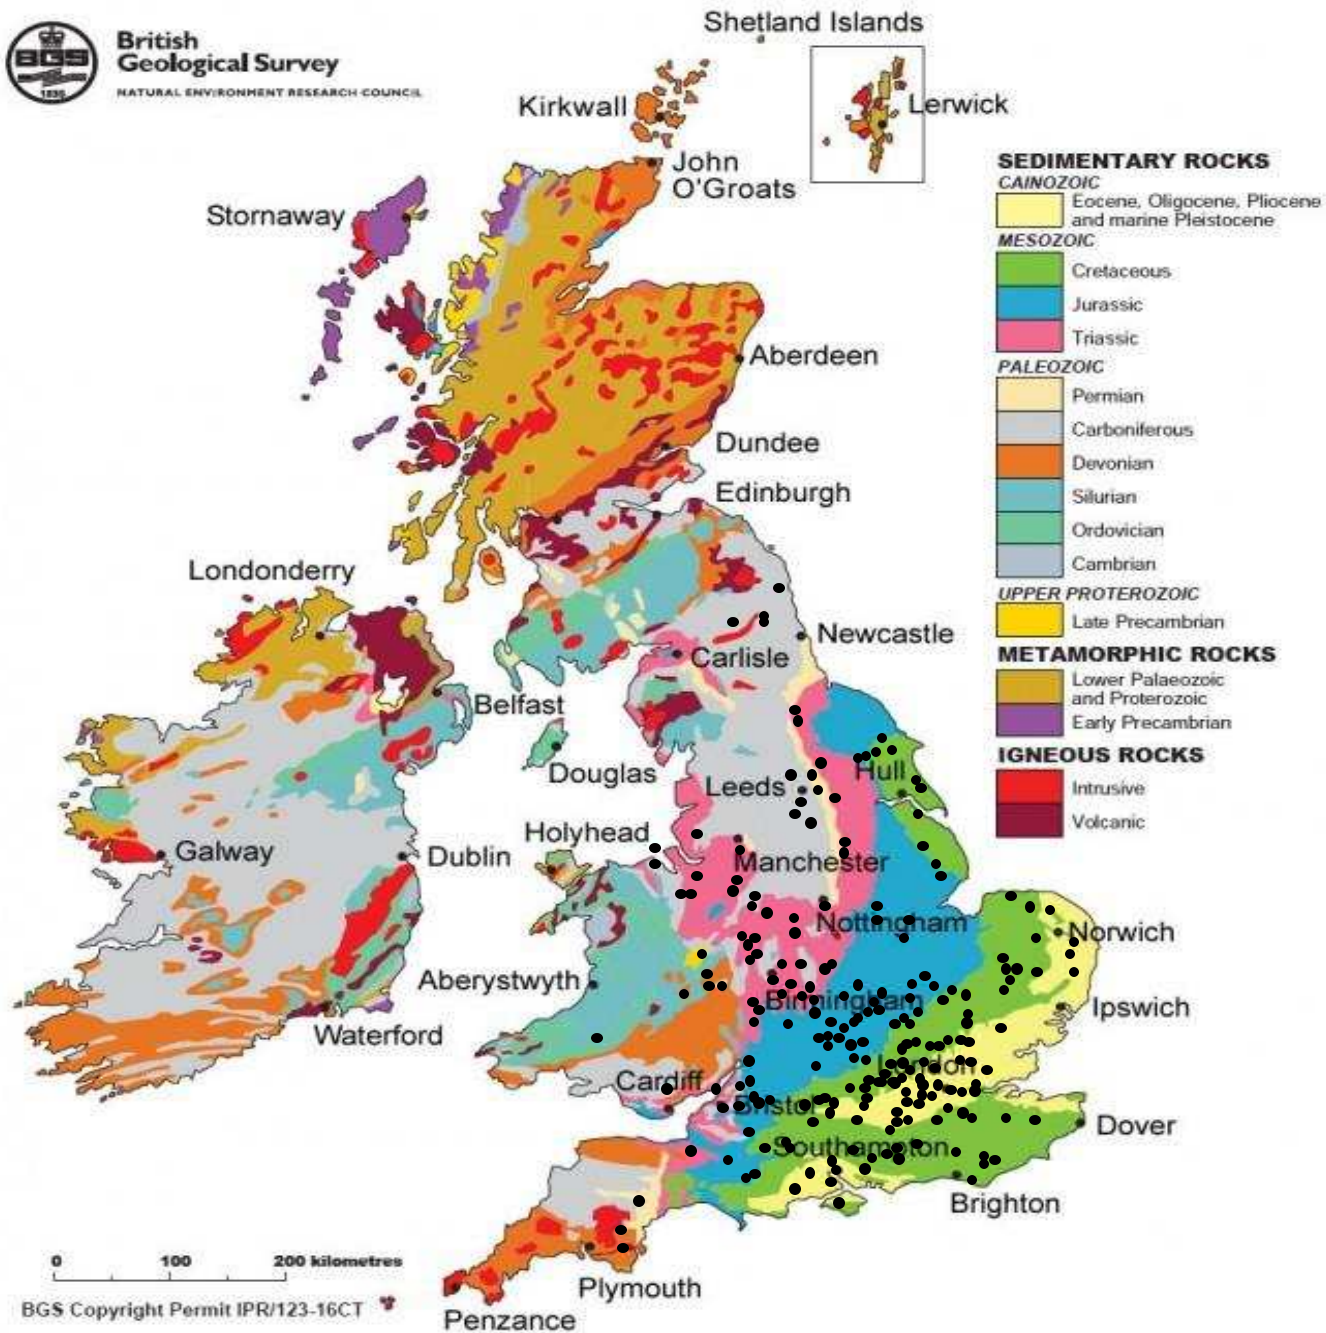 BGS
1835
British
Geological Survey
NATURAL ENVIRONMENT RESEARCH COUNCIL
Shetland Islands
Kirkwall
Lerwick
John
O'Groats
Stornaway
Aberdeen
Dundee
Edinburgh
Londonderry
Newcastle
Carlisle
Belfast
Douglas
Leeds
Hull
Holyhead
Galway
Dublin
Manchester
Nottingham
Norwich
Aberystwyth
Birmingham
Ipswich
Waterford
London
Cardiff
Bristol
Dover
Southampton
Brighton
Plymouth
Penzance
SEDIMENTARY ROCKS
CAINOZOIC
Eocene, Oligocene, Pliocene
and marine Pleistocene
MESOZOIC
Cretaceous
Jurassic
Triassic
PALEOZOIC
Permian
Carboniferous
Devonian
Silurian
Ordovician
Cambrian
UPPER PROTEROZOIC
Late Precambrian
METAMORPHIC ROCKS
Lower Palaeozoic
and Proterozoic
Early Precambrian
IGNEOUS ROCKS
Intrusive
Volcanic
0 100 200 kilometres
BGS Copyright Permit IPR/123-16CT